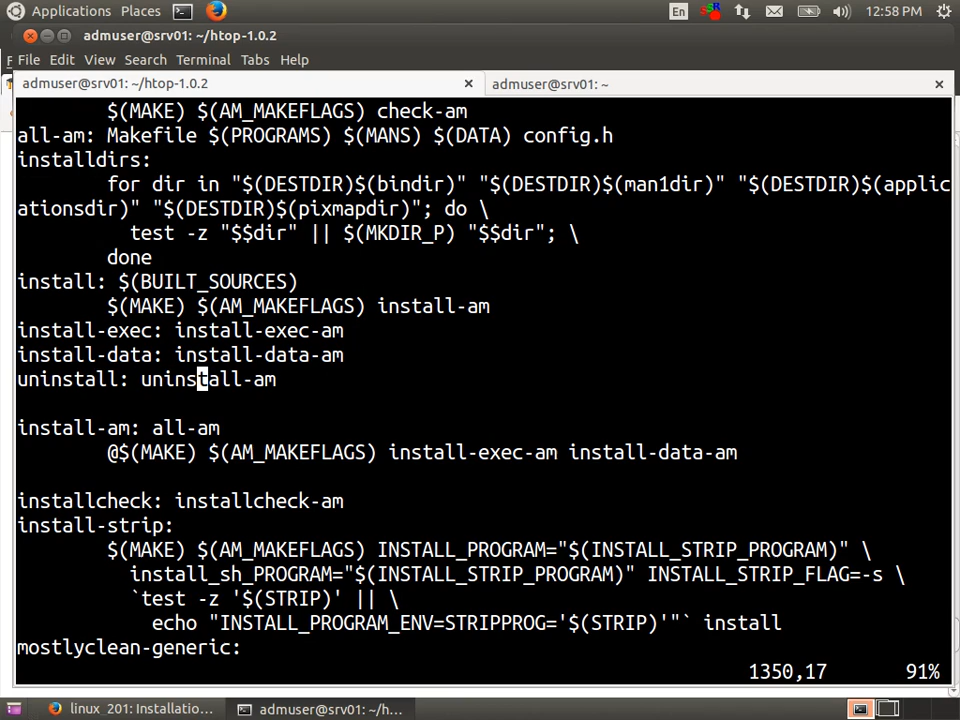 Applications Places En 12:58 PM
admuser@srv01: ~/htop-1.0.2
File Edit View Search Terminal Tabs Help
admuser@srv01: ~/htop-1.0.2 × admuser@srv01: ~ ×
$(MAKE) $(AM_MAKEFLAGS) check-am
all-am: Makefile $(PROGRAMS) $(MANS) $(DATA) config.h
installdirs:
for dir in "$(DESTDIR)$(bindir)" "$(DESTDIR)$(man1dir)" "$(DESTDIR)$(applic
ationsdir)" "$(DESTDIR)$(pixmapdir)"; do \
test -z "$$dir" || $(MKDIR_P) "$$dir"; \
done
install: $(BUILT_SOURCES)
$(MAKE) $(AM_MAKEFLAGS) install-am
install-exec: install-exec-am
install-data: install-data-am
uninstall: uninstall-am
install-am: all-am
@$(MAKE) $(AM_MAKEFLAGS) install-exec-am install-data-am
installcheck: installcheck-am
install-strip:
$(MAKE) $(AM_MAKEFLAGS) INSTALL_PROGRAM="$(INSTALL_STRIP_PROGRAM)" \
install_sh_PROGRAM="$(INSTALL_STRIP_PROGRAM)" INSTALL_STRIP_FLAG=-s \
`test -z '$(STRIP)' || \
echo "INSTALL_PROGRAM_ENV=STRIPPROG='$(STRIP)'"` install
mostlyclean-generic:
1350,17 91%
linux_201: Installatio... admuser@srv01: ~/h...